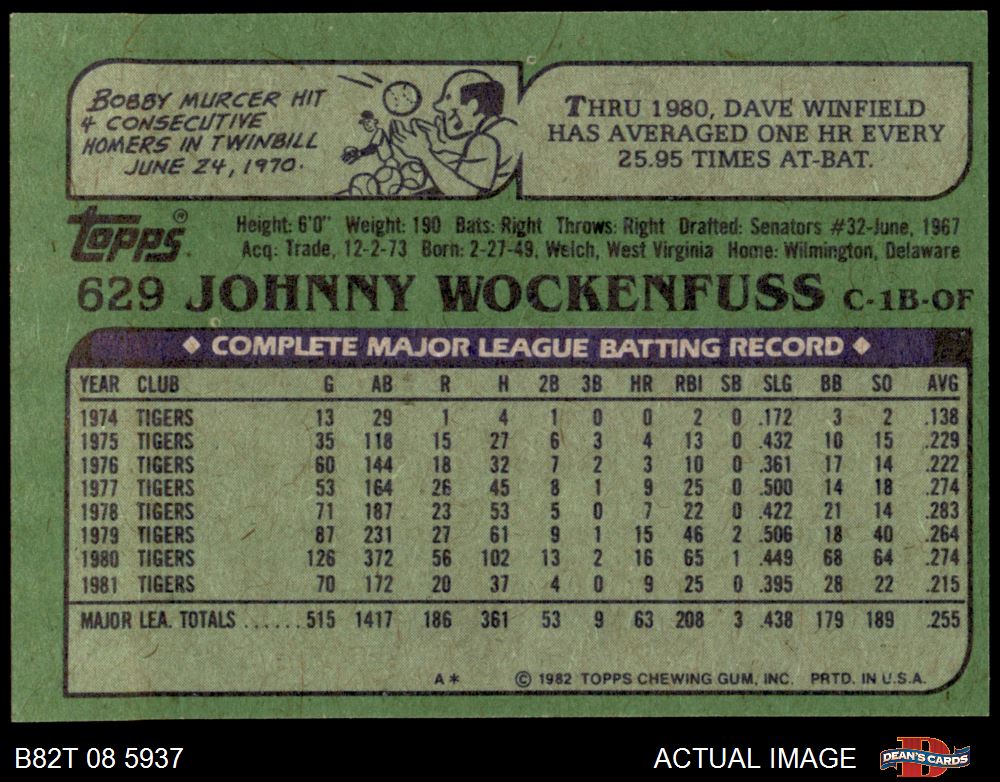 BOBBY MURCER HIT
4 CONSECUTIVE
HOMERS IN TWINBILL
JUNE 24, 1970.
THRU 1980, DAVE WINFIELD
HAS AVERAGED ONE HR EVERY
25.95 TIMES AT-BAT.
Topps®
Height: 6'0" Weight: 190 Bats: Right Throws: Right Drafted: Senators #32-June, 1967
Acq: Trade, 12-2-73 Born: 2-27-49, Welch, West Virginia Home: Wilmington, Delaware
629 JOHNNY WOCKENFUSS C-1B-OF
◆ COMPLETE MAJOR LEAGUE BATTING RECORD ◆
YEAR CLUB G AB R H 2B 3B HR RBI SB SLG BB SO AVG
1974 TIGERS 13 29 1 4 1 0 0 2 0 .172 3 2 .138
1975 TIGERS 35 118 15 27 6 3 4 13 0 .432 10 15 .229
1976 TIGERS 60 144 18 32 7 2 3 10 0 .361 17 14 .222
1977 TIGERS 53 164 26 45 8 1 9 25 0 .500 14 18 .274
1978 TIGERS 71 187 23 53 5 0 7 22 0 .422 21 14 .283
1979 TIGERS 87 231 27 61 9 1 15 46 2 .506 18 40 .264
1980 TIGERS 126 372 56 102 13 2 16 65 1 .449 68 64 .274
1981 TIGERS 70 172 20 37 4 0 9 25 0 .395 28 22 .215
MAJOR LEA. TOTALS ......515 1417 186 361 53 9 63 208 3 .438 179 189 .255
A* © 1982 TOPPS CHEWING GUM, INC. PRTD. IN U.S.A.
B82T 08 5937
ACTUAL IMAGE
DEAN'S CARDS